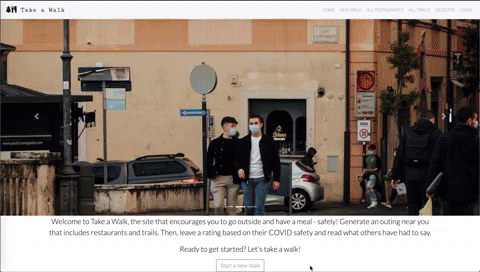 Take a Walk
HOME NEW WALK ALL RESTAURANTS ALL TRAILS REGISTER LOGIN
Welcome to Take a Walk, the site that encourages you to go outside and have a meal - safely! Generate an outing near you
that includes restaurants and trails. Then, leave a rating based on their COVID safety and read what others have had to say.
Ready to get started? Let's take a walk!
Start a New Walk